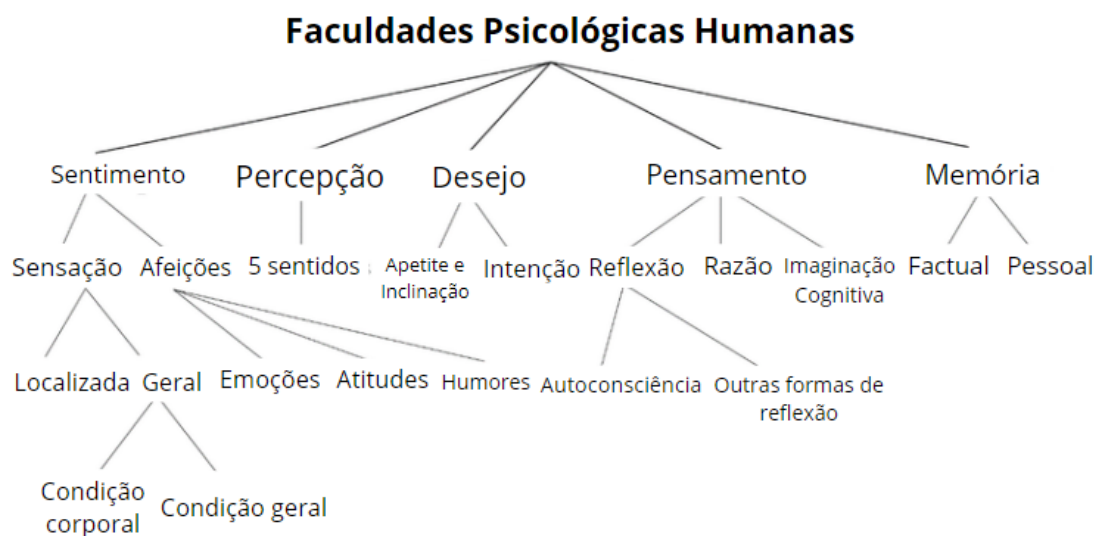 Faculdades Psicológicas Humanas
Sentimento Percepção Desejo Pensamento Memória
Sensação Afeições 5 sentidos Apetite e Inclinação Intenção Reflexão Razão Imaginação Cognitiva Factual Pessoal
Localizada Geral Emoções Atitudes Humores Autoconsciência Outras formas de reflexão
Condição corporal Condição geral